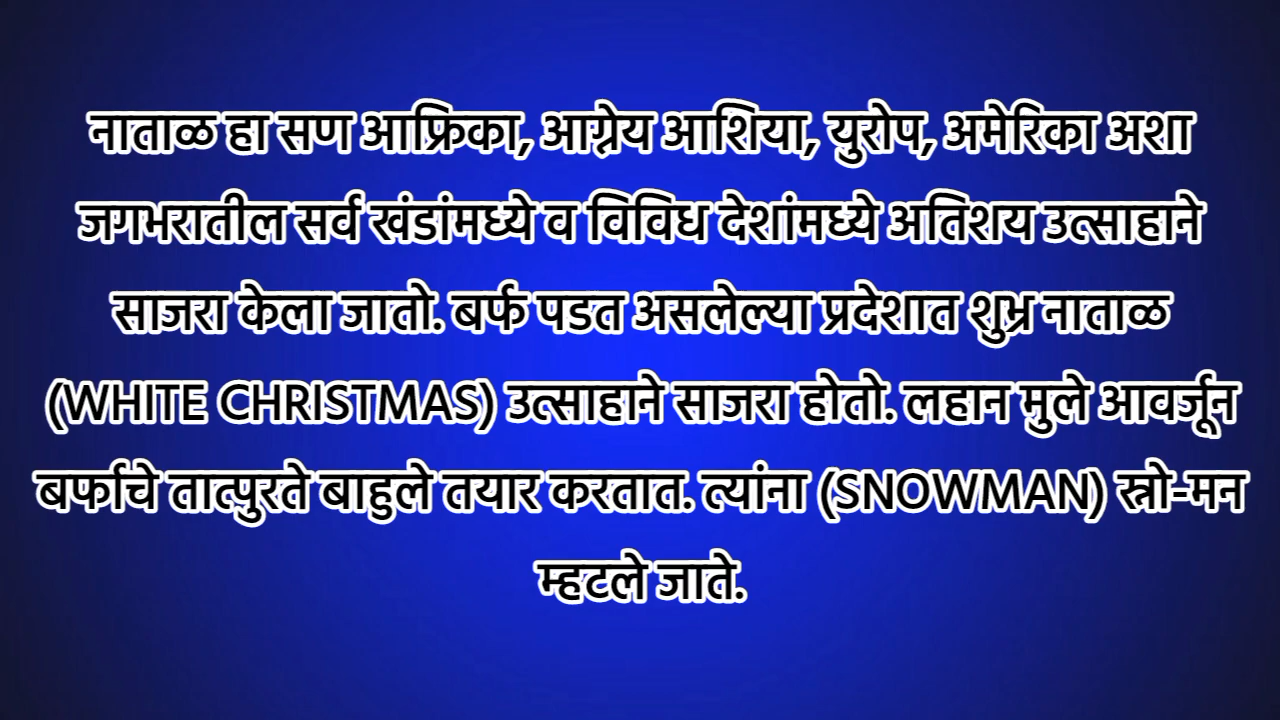 नाताळ हा सण आफ्रिका, आग्नेय आशिया, युरोप, अमेरिका अशा
जगभरातील सर्व खंडांमध्ये व विविध देशांमध्ये अतिशय उत्साहाने
साजरा केला जातो. बर्फ पडत असलेल्या प्रदेशात शुभ्र नाताळ
(WHITE CHRISTMAS) उत्साहाने साजरा होतो. लहान मुले आवर्जून
बर्फाचे तात्पुरते बाहुले तयार करतात. त्यांना (SNOWMAN) स्नो-मन
म्हटले जाते.